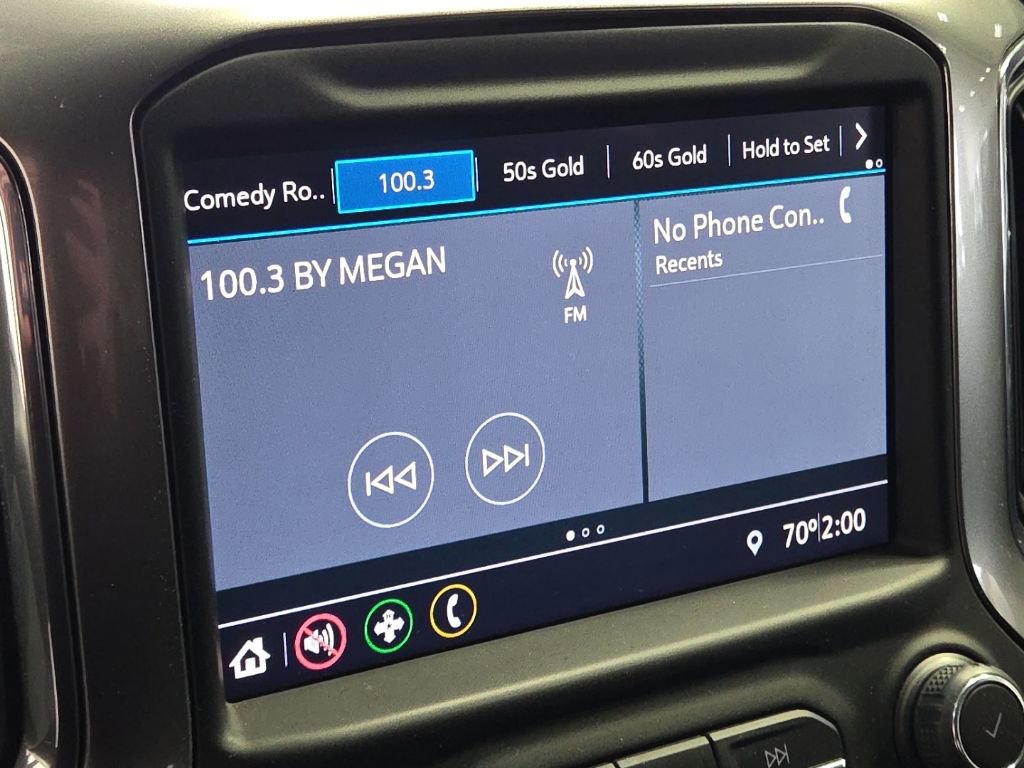 Comedy Ro.. 100.3 50s Gold 60s Gold Hold to Set
100.3 BY MEGAN
FM
No Phone Con..
Recents
70° 2:00